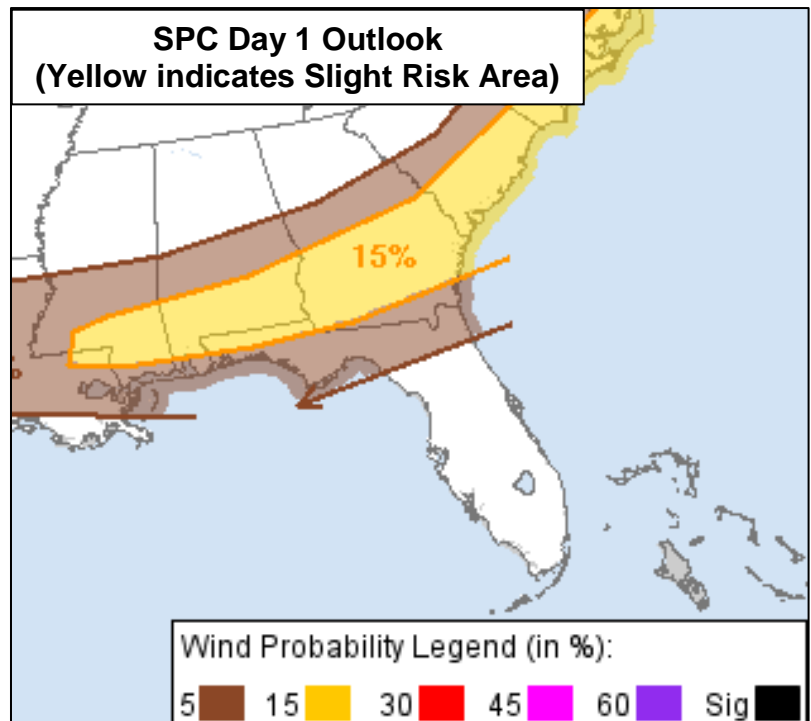 SPC Day 1 Outlook
(Yellow indicates Slight Risk Area)
15%
%
Wind Probability Legend (in %):
5 15 30 45 60 Sig